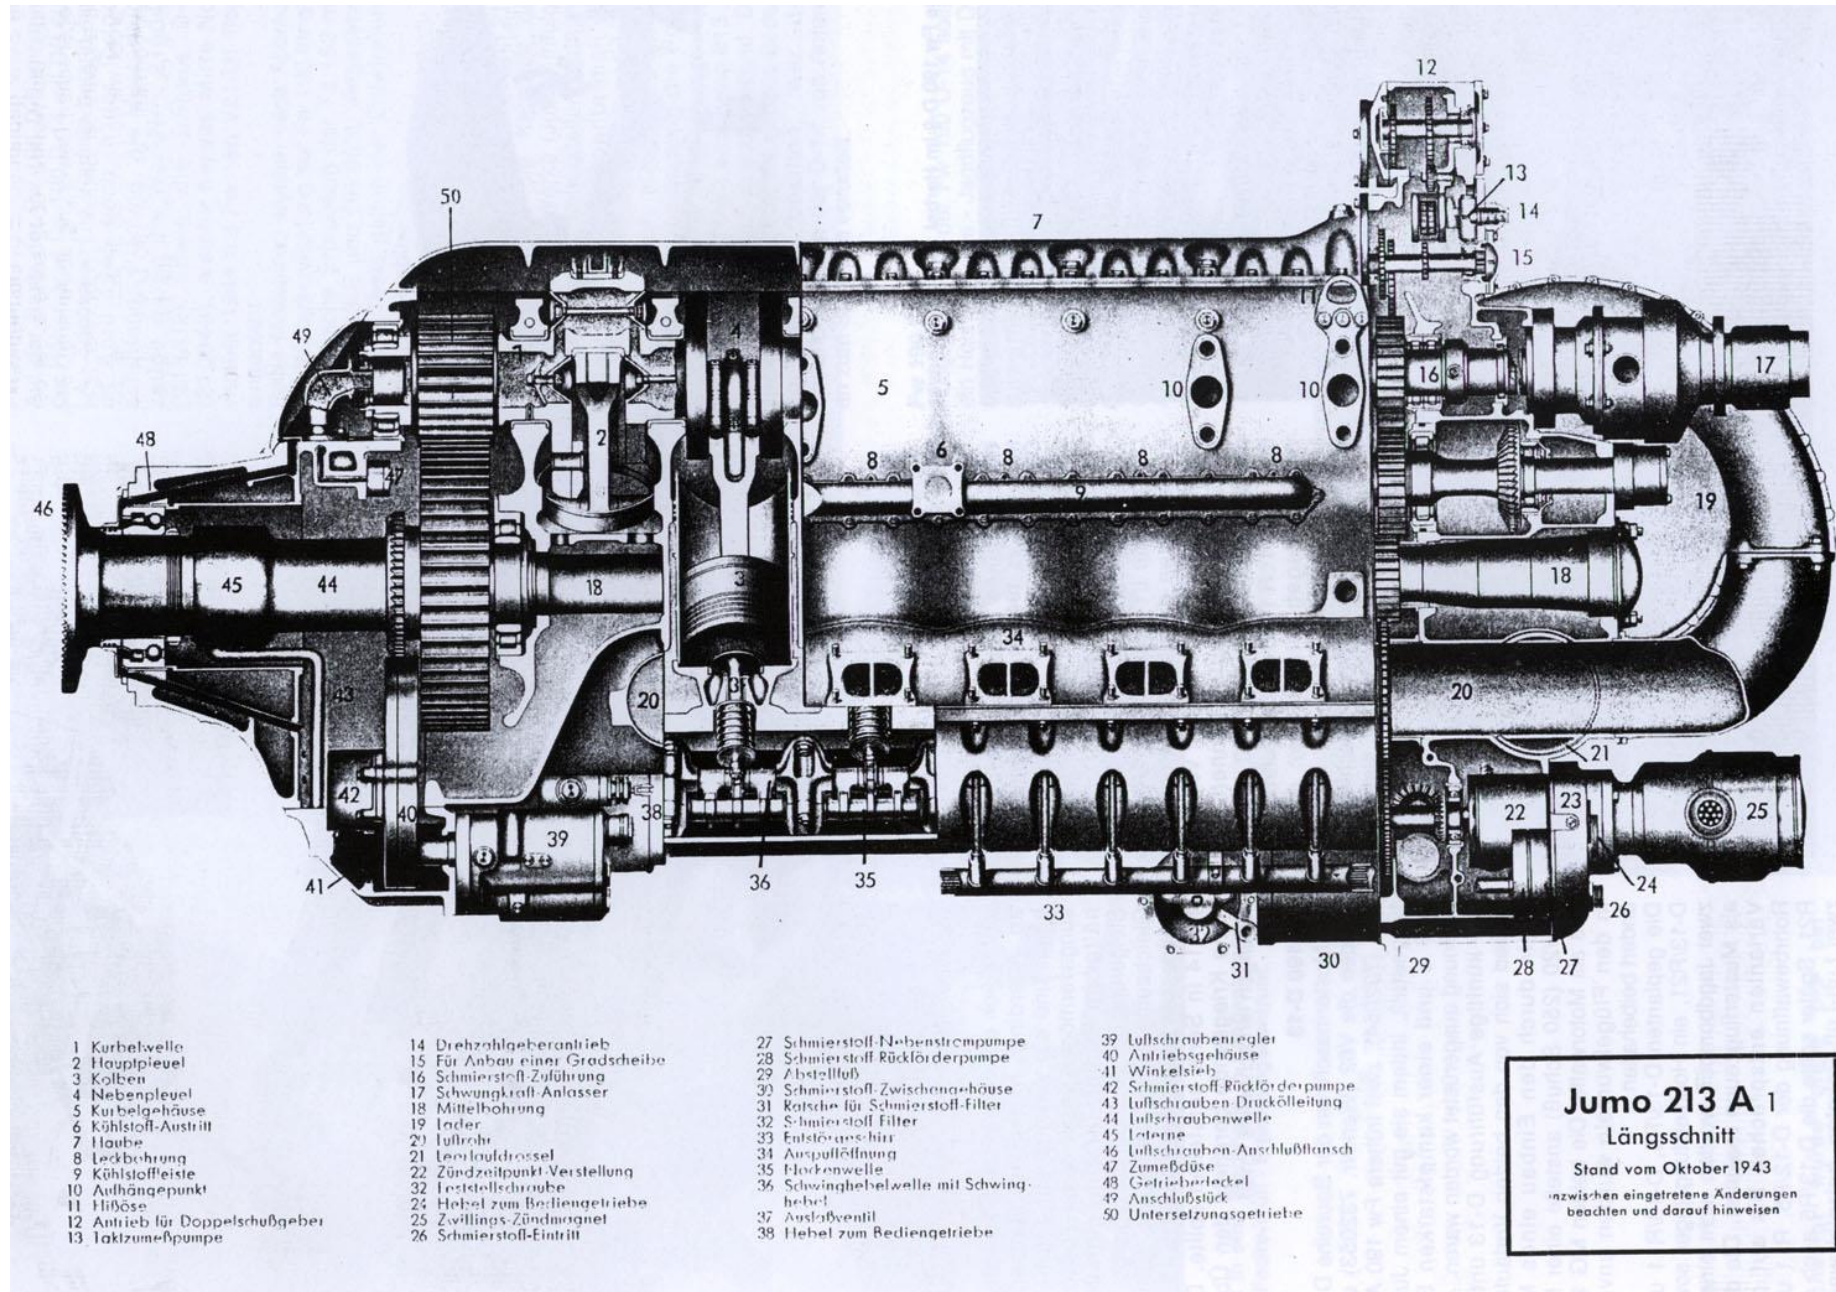 12
13
14
15
50
7
49
11
4
1
16
17
5
10
10
48
2
6
8
8
8
8
9
47
46
19
45
44
18
3
18
34
20
20
43
21
42
40
39
38
22
23
25
41
36
35
33
24
26
32
31
30
29
28
27
1 Kurbelwelle
2 Hauptpleuel
3 Kolben
4 Nebenpleuel
5 Kurbelgehäuse
6 Kühlstoff-Austritt
7 Haube
8 Leckbohrung
9 Kühlstoffleiste
10 Aufhängepunkt
11 Hißöse
12 Antrieb für Doppelschußgeber
13 Taktzumeßpumpe
14 Drehzahlgeberantrieb
15 Für Anbau einer Gradscheibe
16 Schmierstoff-Zuführung
17 Schwungkraft-Anlasser
18 Mittelbohrung
19 Lader
20 Luftrohr
21 Leerlaufdrossel
22 Zündzeitpunkt-Verstellung
32 Feststellschraube
24 Hebel zum Bediengetriebe
25 Zwillings-Zündmagnet
26 Schmierstoff-Eintritt
27 Schmierstoff-Nebenstrompumpe
28 Schmierstoff Rückförderpumpe
29 Abstellfuß
30 Schmierstoff-Zwischengehäuse
31 Ratsche für Schmierstoff-Filter
32 Schmierstoff Filter
33 Entstörgeschirr
34 Auspufföffnung
35 Nockenwelle
36 Schwinghebelwelle mit Schwing-
hebel
37 Auslaßventil
38 Hebel zum Bediengetriebe
39 Luftschraubenregler
40 Antriebsgehäuse
41 Winkelsieb
42 Schmierstoff-Rückförderpumpe
43 Luftschrauben-Druckölleitung
44 Luftschraubenwelle
45 Laterne
46 Luftschrauben-Anschlußflansch
47 Zumeßdüse
48 Getriebedeckel
49 Anschlußstück
50 Untersetzungsgetriebe
Jumo 213 A 1
Längsschnitt
Stand vom Oktober 1943
inzwischen eingetretene Änderungen
beachten und darauf hinweisen